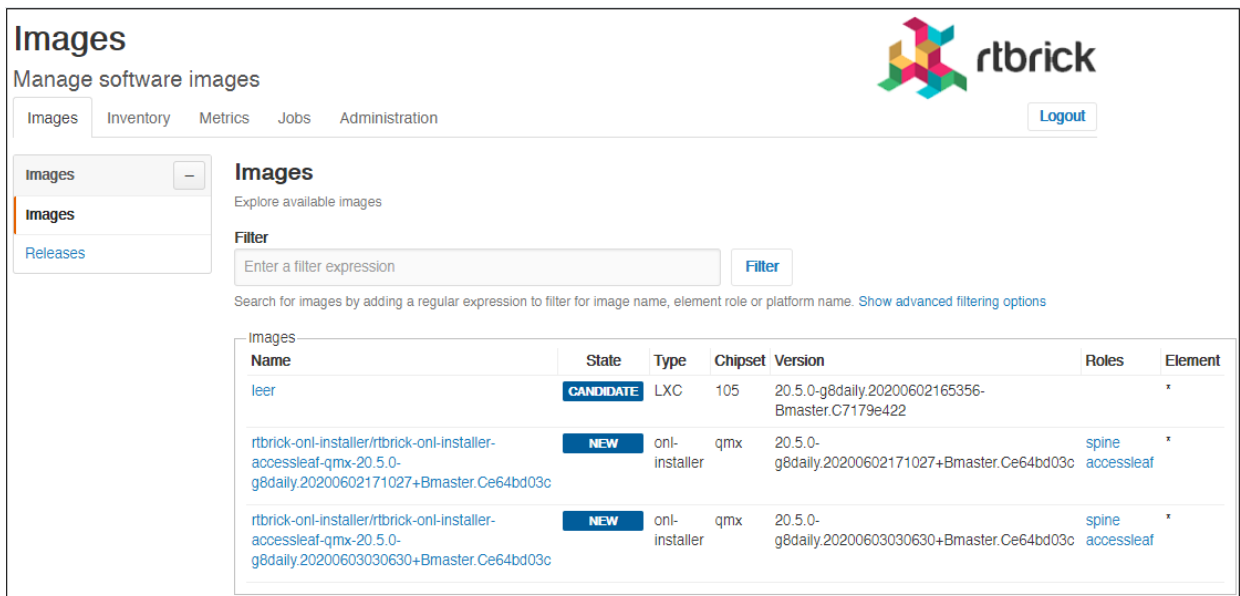 Images
rtbrick
Manage software images
Images Inventory Metrics Jobs Administration Logout
Images –
Images
Releases
Images
Explore available images
Filter
Enter a filter expression Filter
Search for images by adding a regular expression to filter for image name, element role or platform name. Show advanced filtering options
Images
Name State Type Chipset Version Roles Element
leer CANDIDATE LXC 105 20.5.0-g8daily.20200602165356- *
Bmaster.C7179e422
rtbrick-onl-installer/rtbrick-onl-installer- NEW onl- qmx 20.5.0- spine *
accessleaf-qmx-20.5.0- installer g8daily.20200602171027+Bmaster.Ce64bd03c accessleaf
g8daily.20200602171027+Bmaster.Ce64bd03c
rtbrick-onl-installer/rtbrick-onl-installer- NEW onl- qmx 20.5.0- spine *
accessleaf-qmx-20.5.0- installer g8daily.20200603030630+Bmaster.Ce64bd03c accessleaf
g8daily.20200603030630+Bmaster.Ce64bd03c